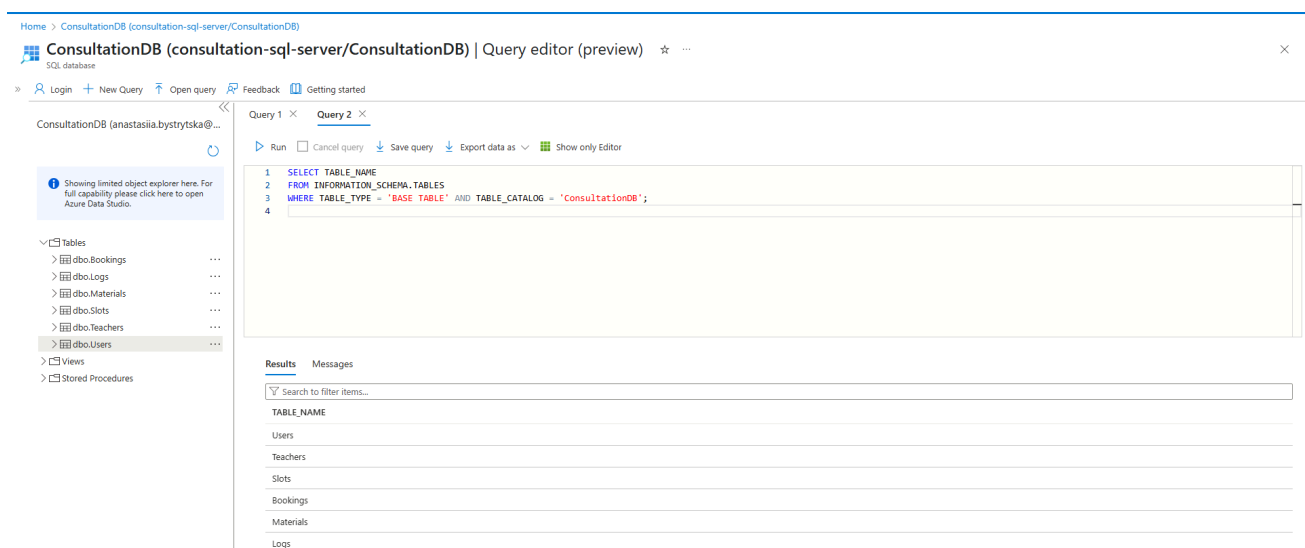 Home > ConsultationDB (consultation-sql-server/ConsultationDB)
ConsultationDB (consultation-sql-server/ConsultationDB) | Query editor (preview) ☆ ···
SQL database
» Login + New Query Open query Feedback Getting started
ConsultationDB (anastasiia.bystrytska@...
Showing limited object explorer here. For
full capability please click here to open
Azure Data Studio.
Tables
dbo.Bookings ···
dbo.Logs ···
dbo.Materials ···
dbo.Slots ···
dbo.Teachers ···
dbo.Users ···
Views
Stored Procedures
Query 1 × Query 2 ×
Run Cancel query Save query Export data as Show only Editor
1 SELECT TABLE_NAME
2 FROM INFORMATION_SCHEMA.TABLES
3 WHERE TABLE_TYPE = 'BASE TABLE' AND TABLE_CATALOG = 'ConsultationDB';
4
Results Messages
Search to filter items...
TABLE_NAME
Users
Teachers
Slots
Bookings
Materials
Logs